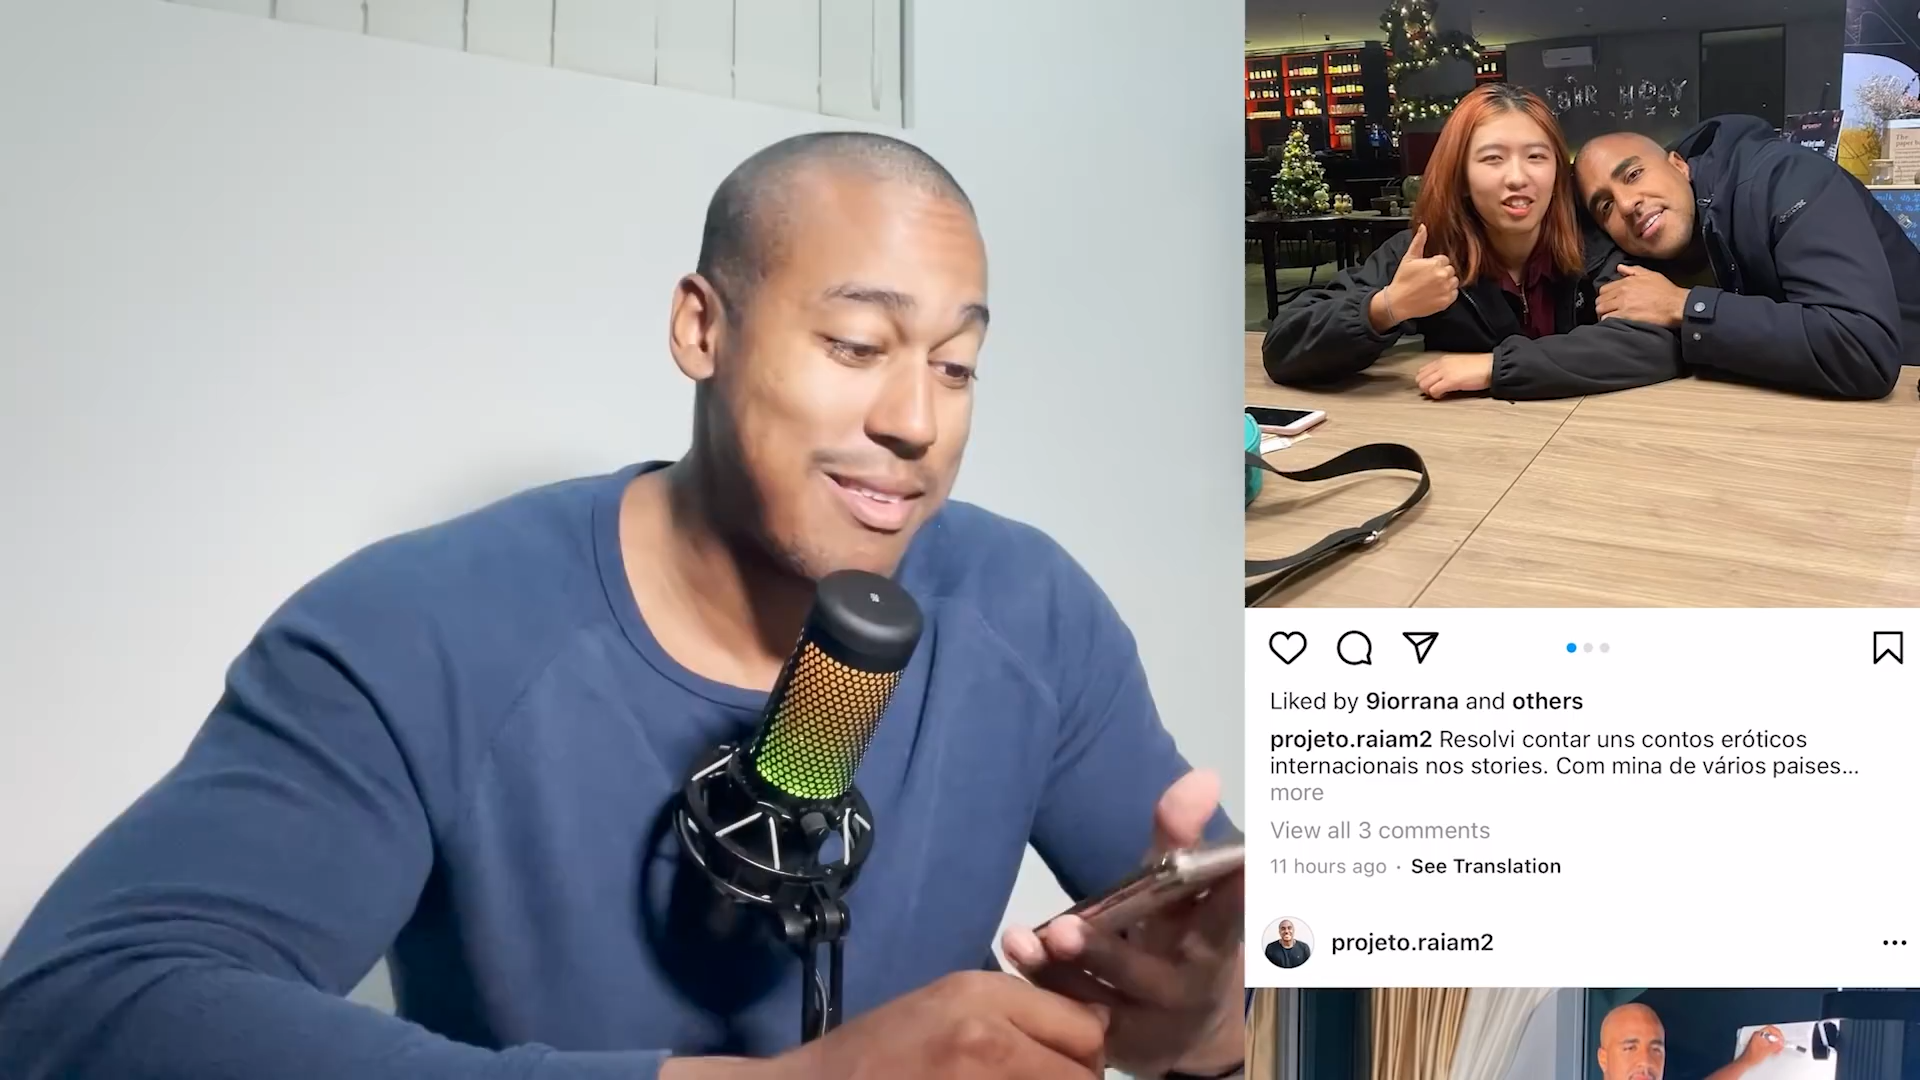 The
Liked by 9iorrana and others
projeto.raiam2 Resolvi contar uns contos eróticos
internacionais nos stories. Com mina de vários paises...
more
View all 3 comments
11 hours ago · See Translation
projeto.raiam2